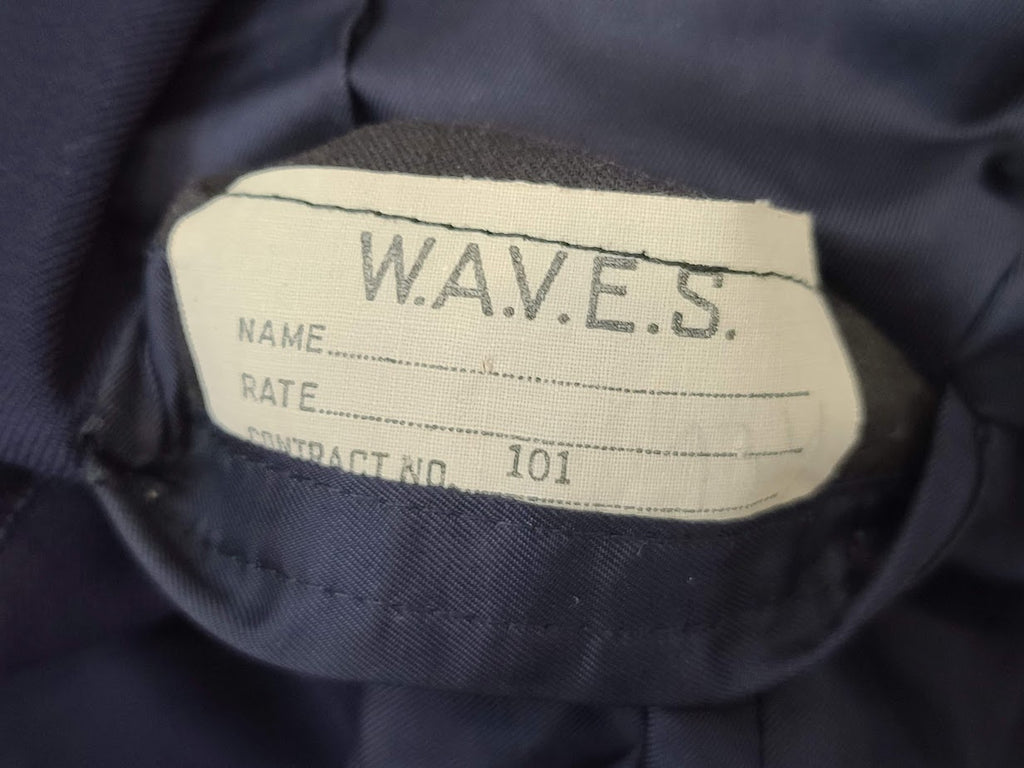 W.A.V.E.S.
NAME
RATE
CONTRACT NO. 101